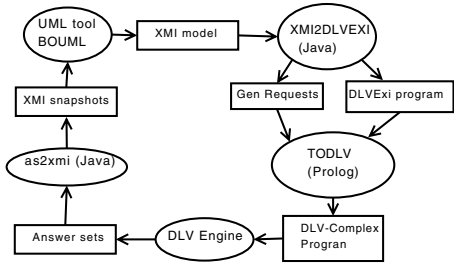 UML tool
BOUML
XMI model
XMI2DLVEXI
(Java)
Gen Requests
DLVExi program
XMI snapshots
as2xmi (Java)
TODLV
(Prolog)
Answer sets
DLV Engine
DLV-Complex
Progran